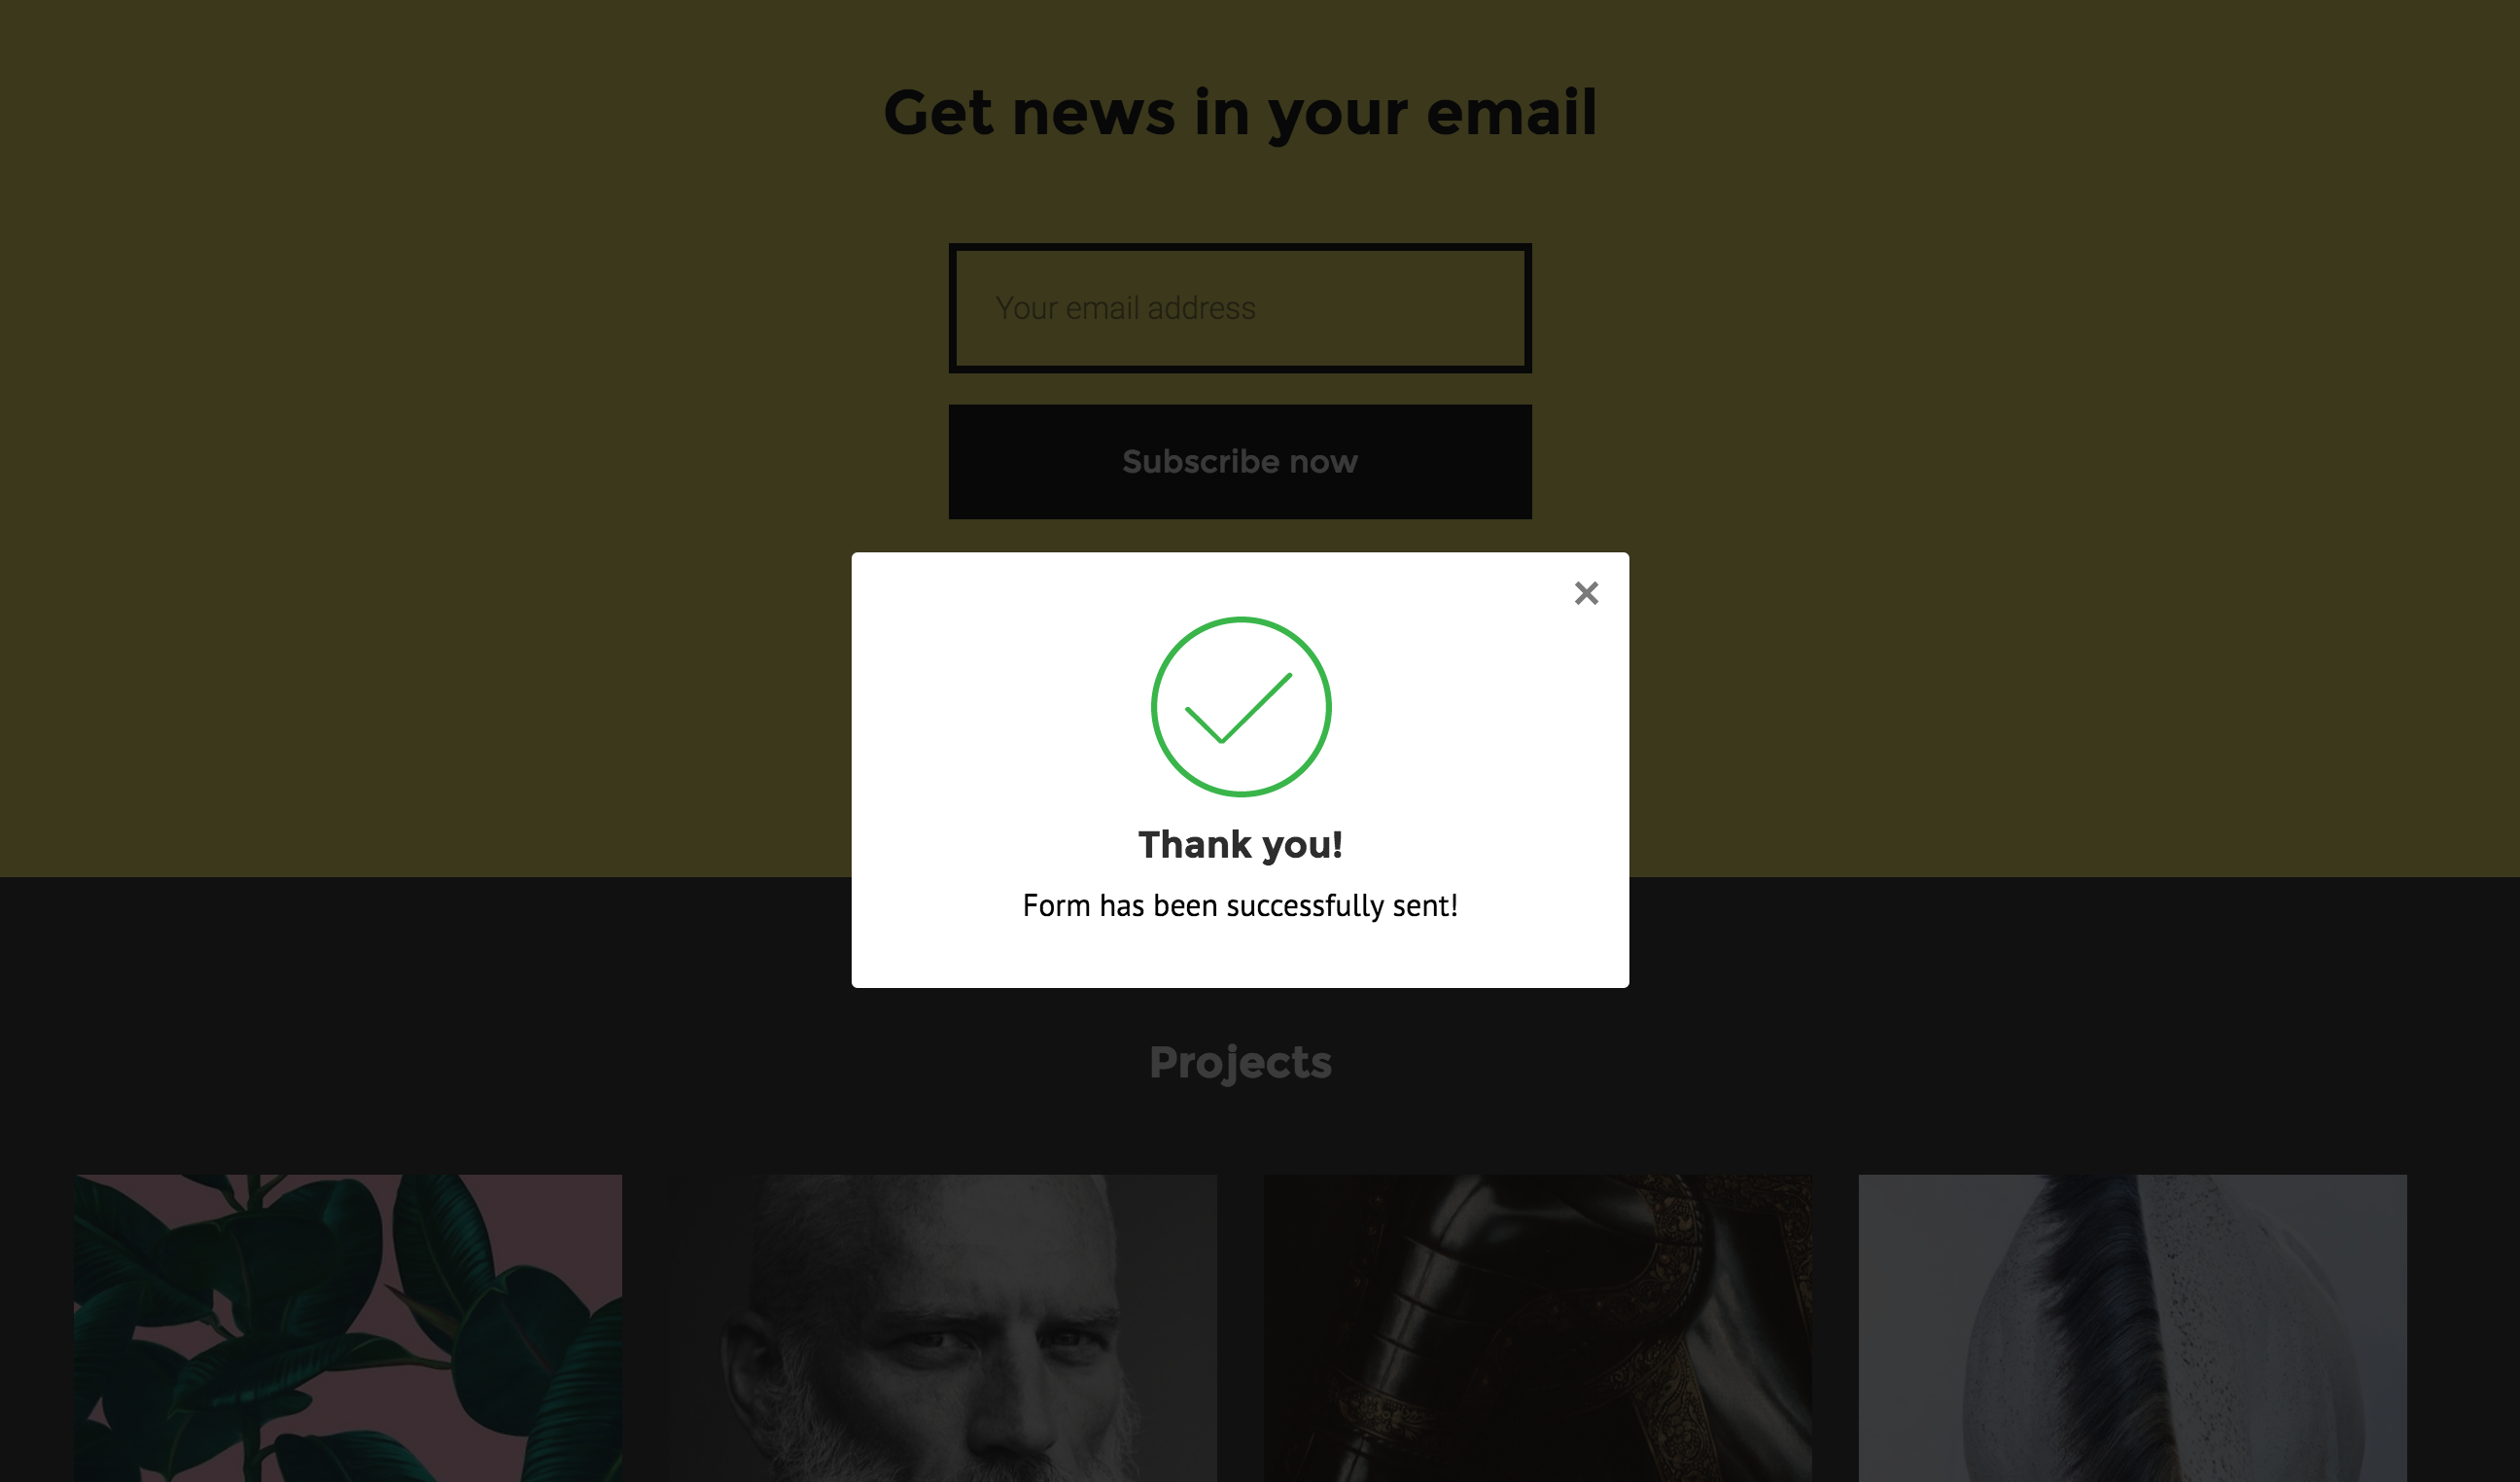 Get news in your email
Your email address
Subscribe now
Thank you!
Form has been successfully sent!
Projects